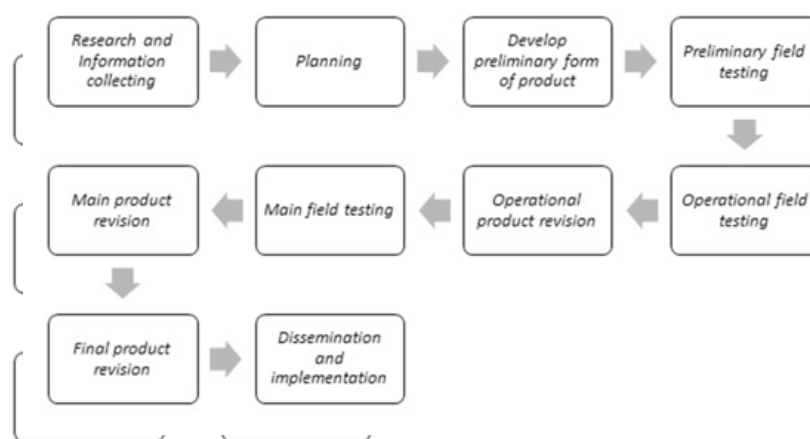 Research and
Information
collecting
Planning
Develop
preliminary form
of product
Preliminary field
testing
Operational field
testing
Operational
product revision
Main field testing
Main product
revision
Final product
revision
Dissemination
and
implementation